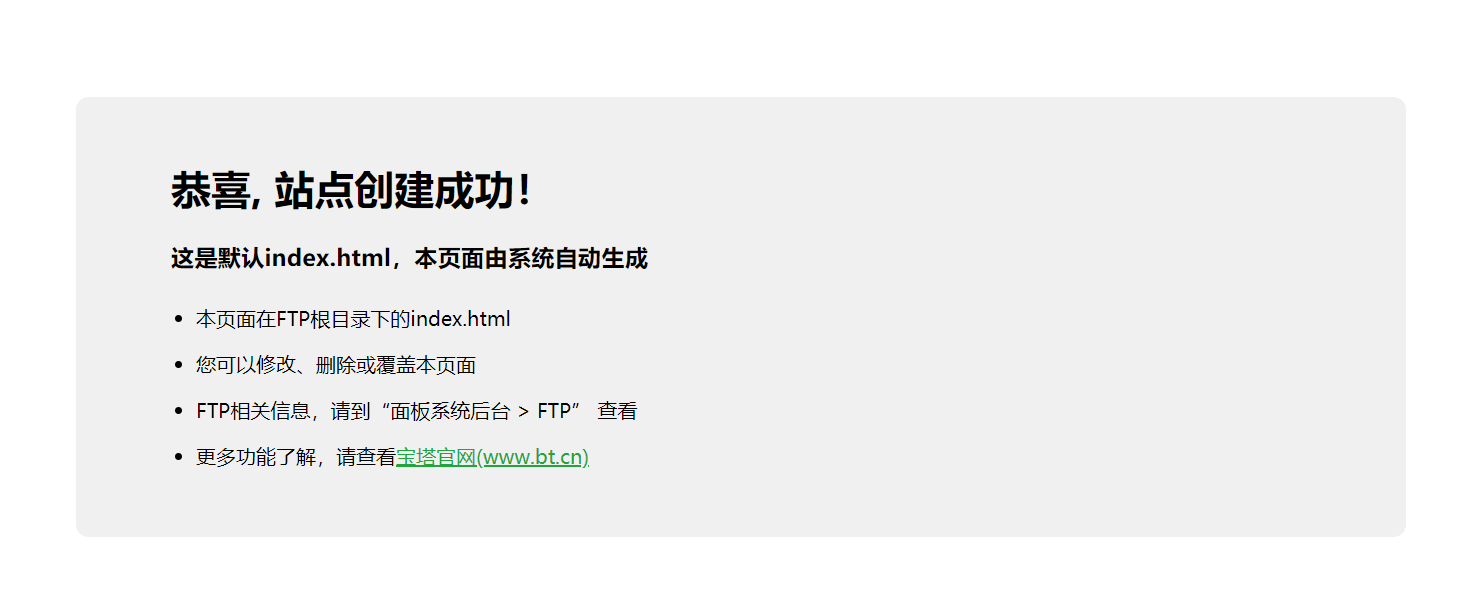 恭喜, 站点创建成功！
这是默认index.html，本页面由系统自动生成
本页面在FTP根目录下的index.html
您可以修改、删除或覆盖本页面
FTP相关信息，请到“面板系统后台 > FTP” 查看
更多功能了解，请查看宝塔官网(www.bt.cn)